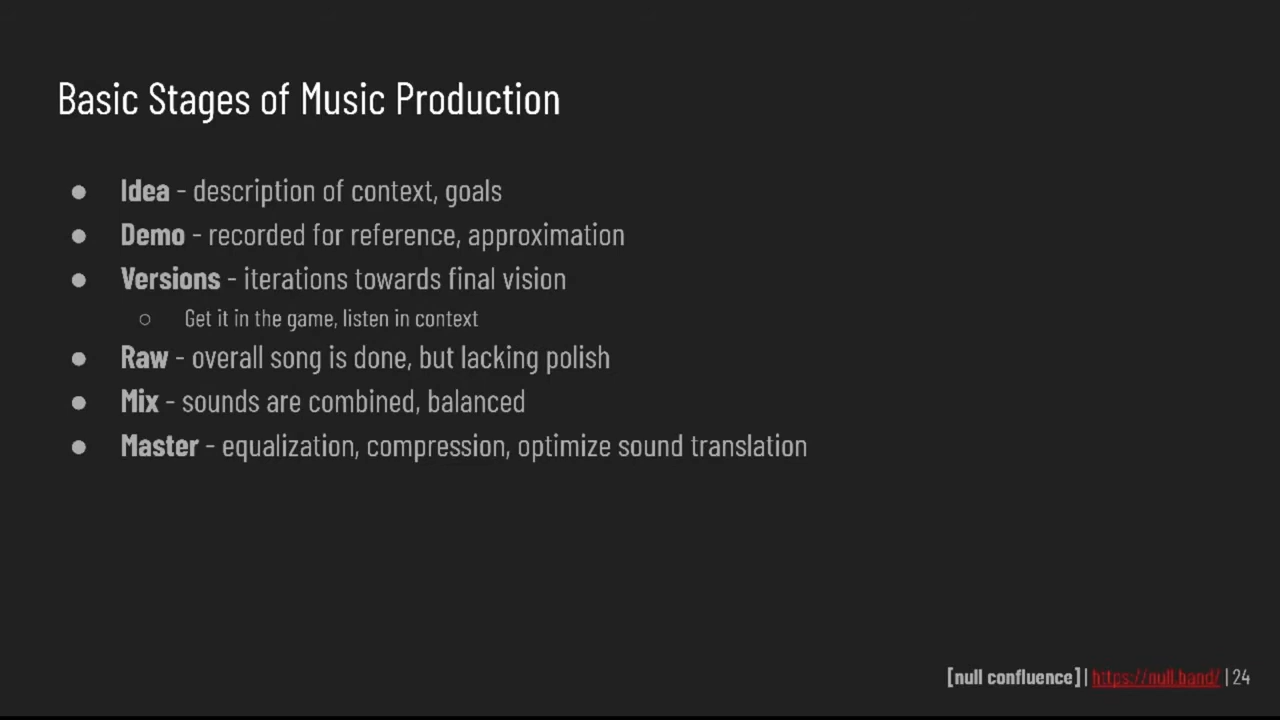 Basic Stages of Music Production
● Idea - description of context, goals
● Demo - recorded for reference, approximation
● Versions - iterations towards final vision
○ Get it in the game, listen in context
● Raw - overall song is done, but lacking polish
● Mix - sounds are combined, balanced
● Master - equalization, compression, optimize sound translation
[null confluence] | https://null.band/ | 24